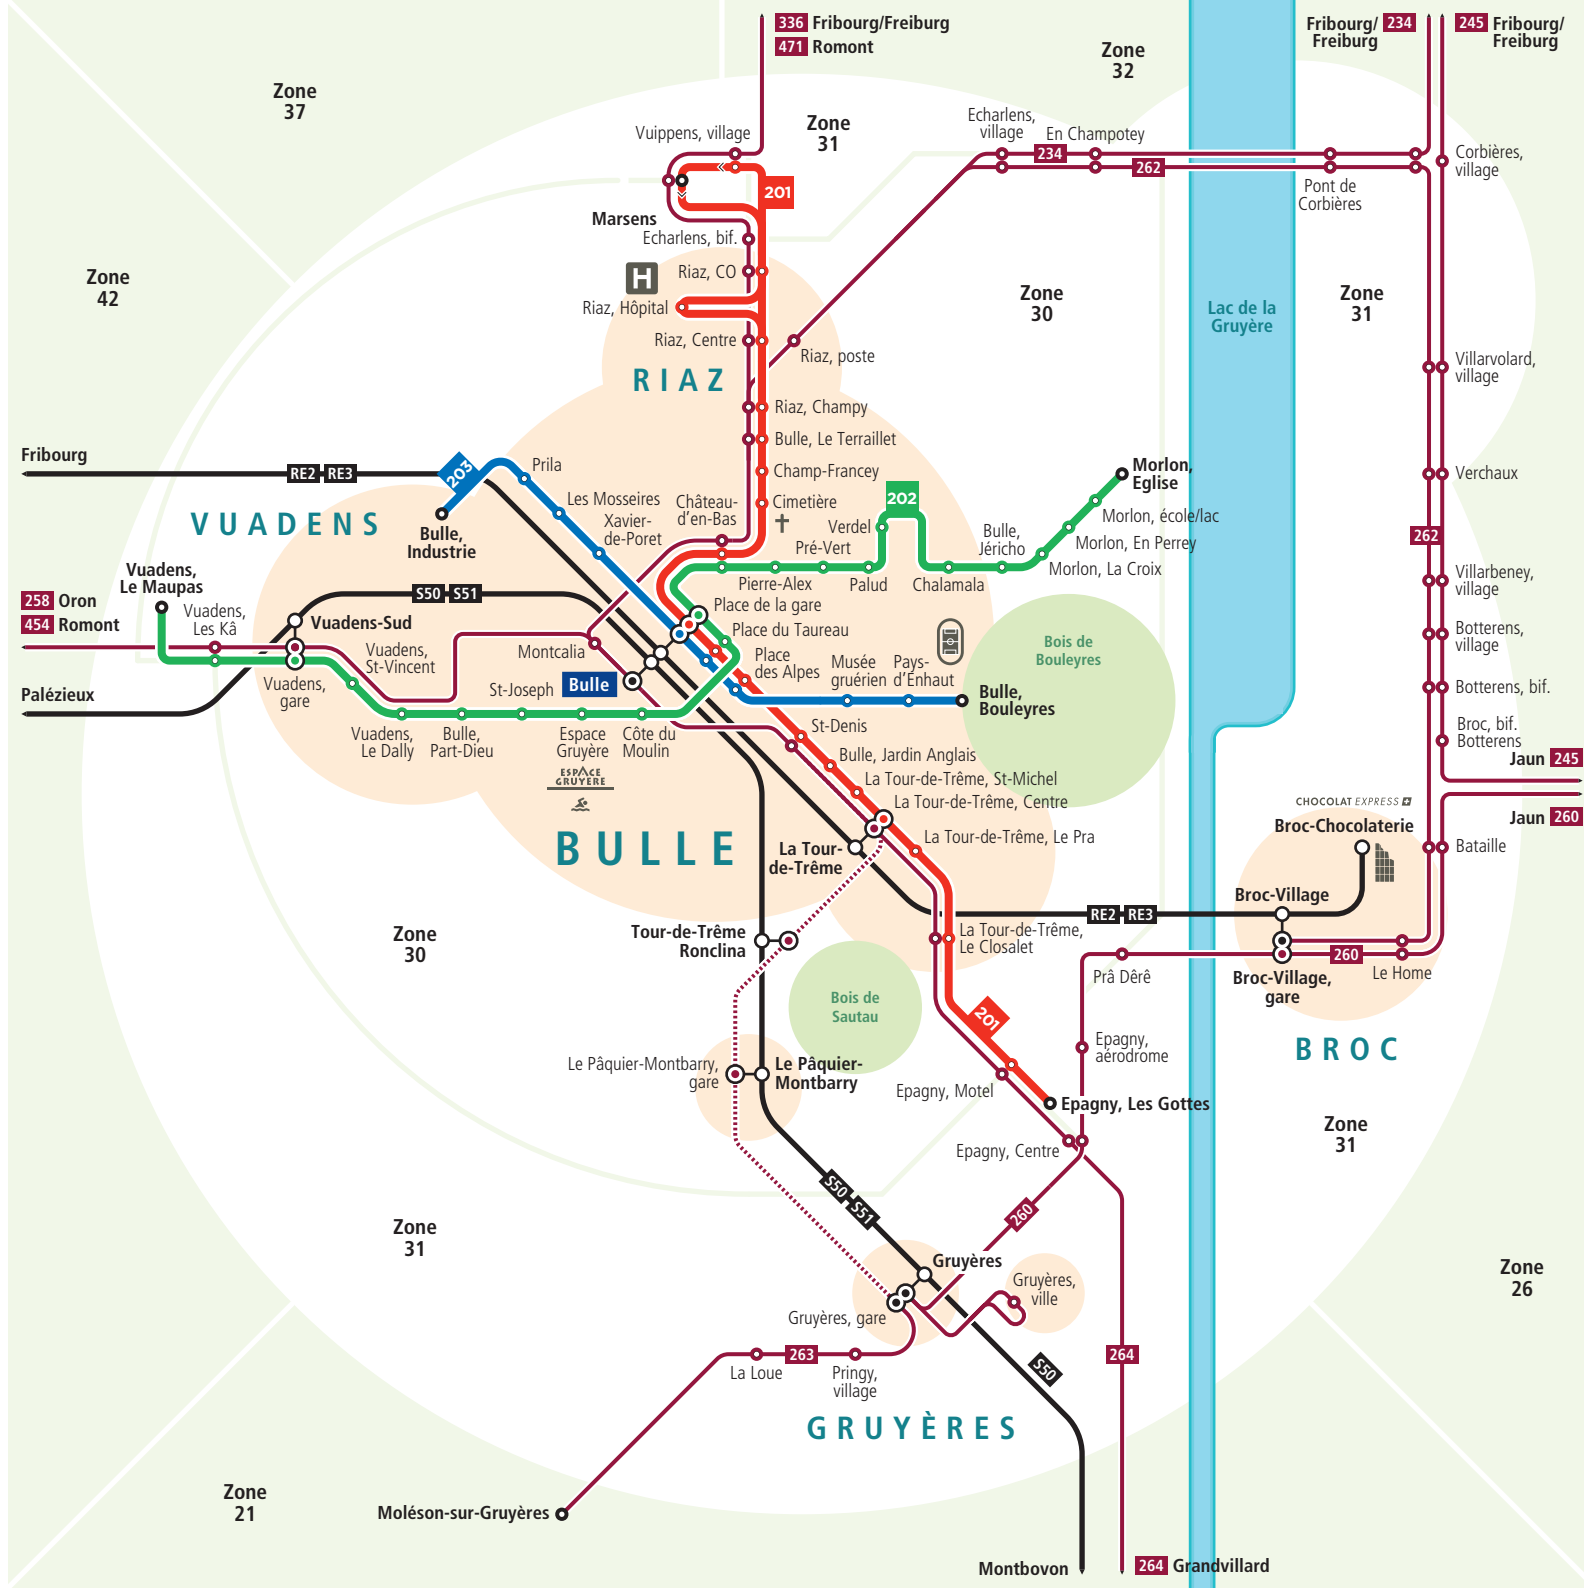 336 Fribourg/Freiburg
471 Romont
Fribourg/
Freiburg
234
245
Fribourg/
Freiburg
Zone
37
Zone
32
Zone
31
Vuippens, village
Echarlens,
village
En Champotey
234
262
Corbières,
village
Pont de
Corbières
201
Marsens
Echarlens, bif.
H
Riaz, CO
Riaz, Hôpital
Riaz, Centre
Riaz, poste
RIAZ
Zone
42
Zone
30
Lac de la
Gruyère
Zone
31
Villarvolard,
village
Riaz, Champy
Bulle, Le Terraillet
Champ-Francey
Cimetière
Fribourg
RE2 RE3
203
Prila
Les Mosseires
Xavier-
de-Poret
Château-
d'en-Bas
VUADENS
Bulle,
Industrie
202
Verdel
Pré-Vert
Pierre-Alex
Palud
Chalamala
Bulle,
Jéricho
Morlon,
Eglise
Morlon, école/lac
Morlon, En Perrey
Morlon, La Croix
Verchaux
262
Villarbeney,
village
Botterens,
village
Botterens, bif.
Broc, bif.
Botterens
Jaun 245
Jaun 260
Vuadens,
Le Maupas
258 Oron
454 Romont
Vuadens,
Les Kâ
S50 S51
Vuadens-Sud
Vuadens,
St-Vincent
Vuadens,
gare
Palézieux
Montcalia
St-Joseph
Bulle
Place de la gare
Place du Taureau
Place
des Alpes
Musée
gruérien
Pays-
d'Enhaut
Bulle,
Bouleyres
Bois de
Bouleyres
Vuadens,
Le Dally
Bulle,
Part-Dieu
Espace
Gruyère
Côte du
Moulin
ESPACE
GRUYERE
St-Denis
Bulle, Jardin Anglais
La Tour-de-Trême, St-Michel
La Tour-de-Trême, Centre
La Tour-de-Trême, Le Pra
BULLE
La Tour-
de-Trême
CHOCOLAT EXPRESS
Broc-Chocolaterie
Bataille
Broc-Village
RE2 RE3
La Tour-de-Trême,
Le Closalet
Tour-de-Trême
Ronclina
Zone
30
Prâ Dêrê
Broc-Village,
gare
260
Le Home
Bois de
Sautau
201
BROC
Epagny,
aérodrome
Le Pâquier-Montbarry,
gare
Le Pâquier-
Montbarry
Epagny, Motel
Epagny, Les Gottes
Epagny, Centre
Zone
31
S50 S51
260
Zone
31
Gruyères
Gruyères,
ville
Gruyères, gare
Zone
26
La Loue
263
Pringy,
village
S50
264
GRUYÈRES
Zone
21
Moléson-sur-Gruyères
Montbovon
264 Grandvillard